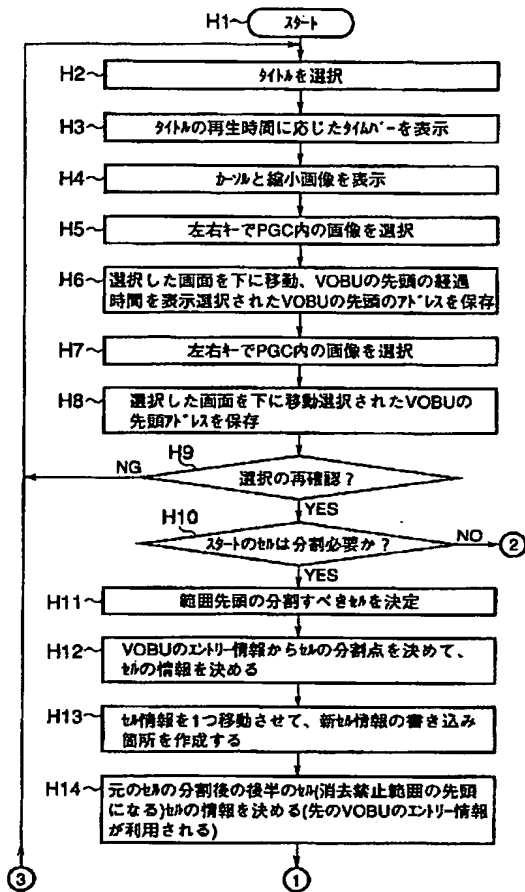 H1 スタート
H2 タイトルを選択
H3 タイトルの再生時間に応じたタイムバーを表示
H4 カーソルと縮小画像を表示
H5 左右キーでPGC内の画像を選択
H6 選択した画面を下に移動、VOBUの先頭の経過
時間を表示選択されたVOBUの先頭のアドレスを保存
H7 左右キーでPGC内の画像を選択
H8 選択した画面を下に移動選択されたVOBUの
先頭アドレスを保存
H9
NG 選択の再確認?
YES
H10
スタートのセルは分割必要か? NO ②
YES
H11 範囲先頭の分割すべきセルを決定
H12 VOBUのエントリー情報からセルの分割点を決めて、
セルの情報を決める
H13 セル情報を1つ移動させて、新セル情報の書き込み
箇所を作成する
H14 元のセルの分割後の後半のセル(消去禁止範囲の先頭
になる)セルの情報を決める(先のVOBUのエントリー情報
が利用される)
③ ①